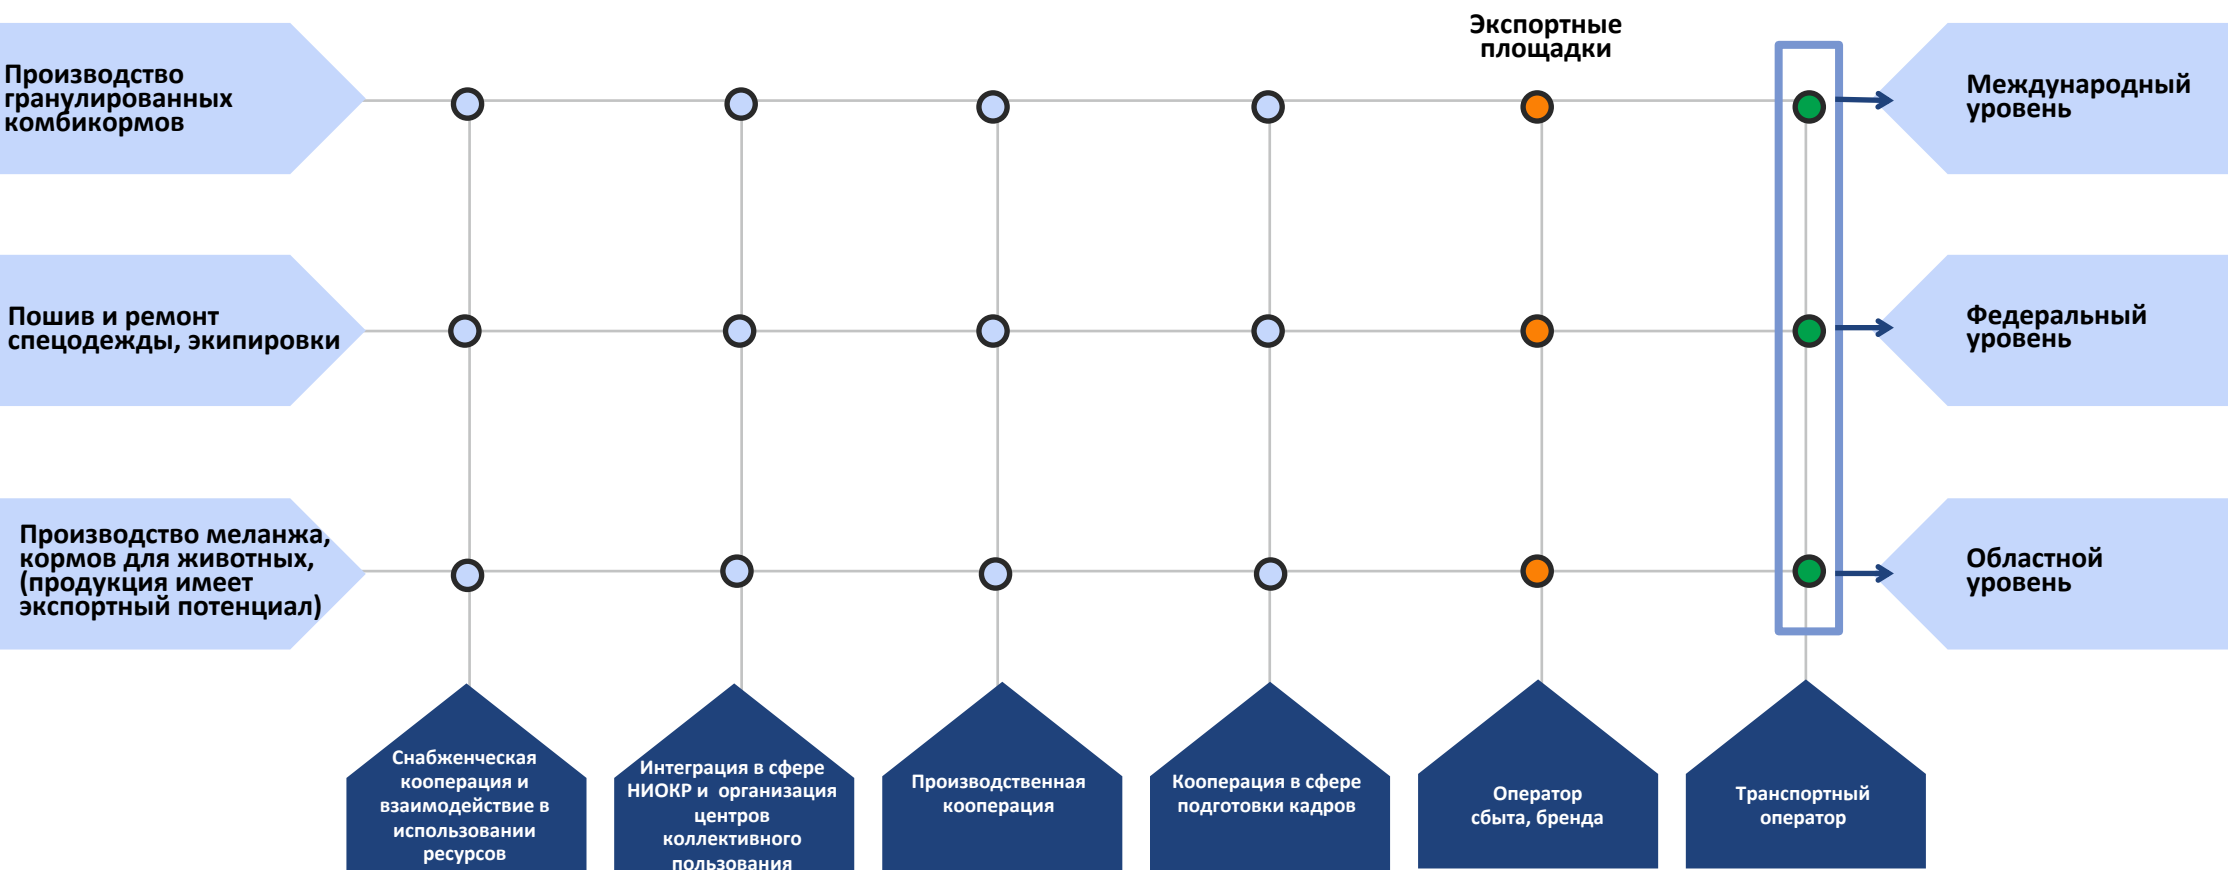 Экспортные
площадки
Производство
гранулированных
комбикормов
Международный
уровень
Пошив и ремонт
спецодежды, экипировки
Федеральный
уровень
Производство меланжа,
кормов для животных,
(продукция имеет
экспортный потенциал)
Областной
уровень
Снабженческая
кооперация и
взаимодействие в
использовании
ресурсов
Интеграция в сфере
НИОКР и организация
центров
коллективного
пользования
Производственная
кооперация
Кооперация в сфере
подготовки кадров
Оператор
сбыта, бренда
Транспортный
оператор